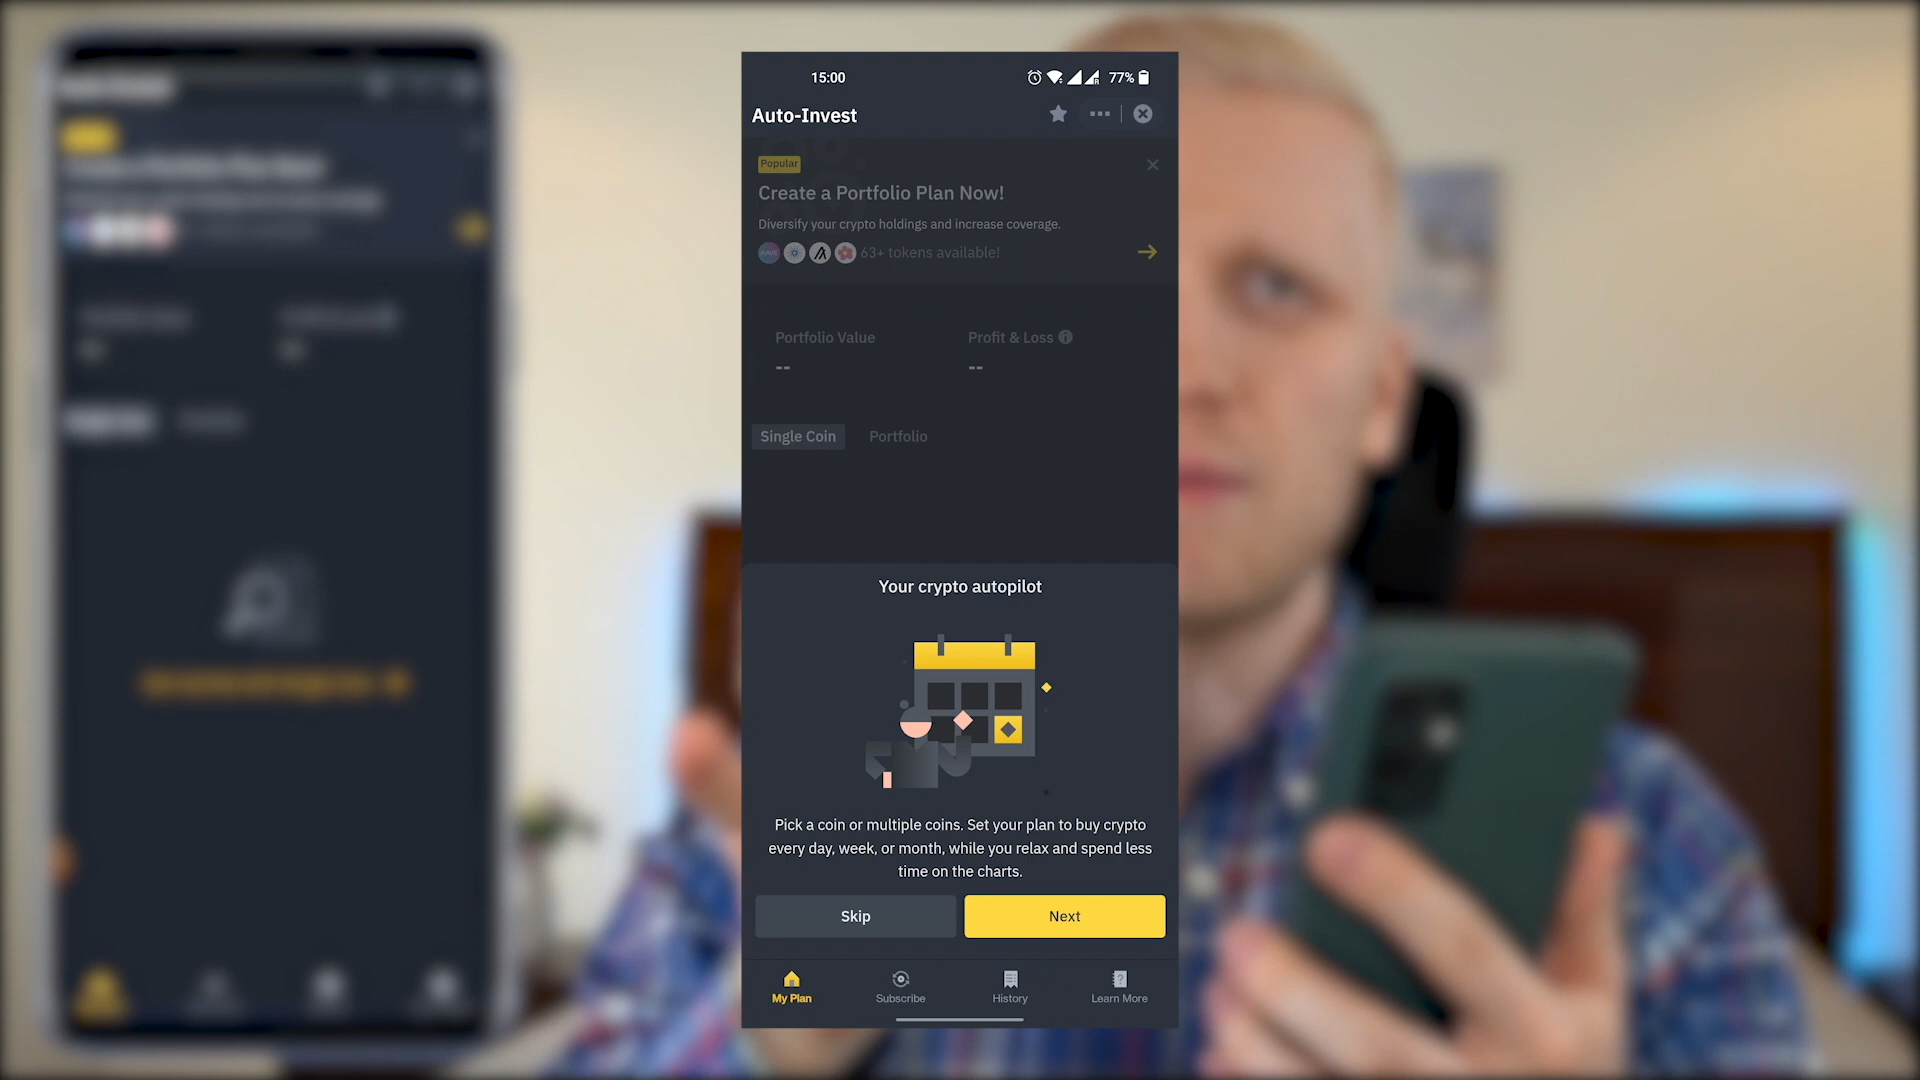 15:00
77%
Auto-Invest
Popular
Create a Portfolio Plan Now!
Diversify your crypto holdings and increase coverage.
63+ tokens available!
Portfolio Value
Profit & Loss
--
--
Single Coin
Portfolio
Your crypto autopilot
Pick a coin or multiple coins. Set your plan to buy crypto
every day, week, or month, while you relax and spend less
time on the charts.
Skip
Next
My Plan
Subscribe
History
Learn More